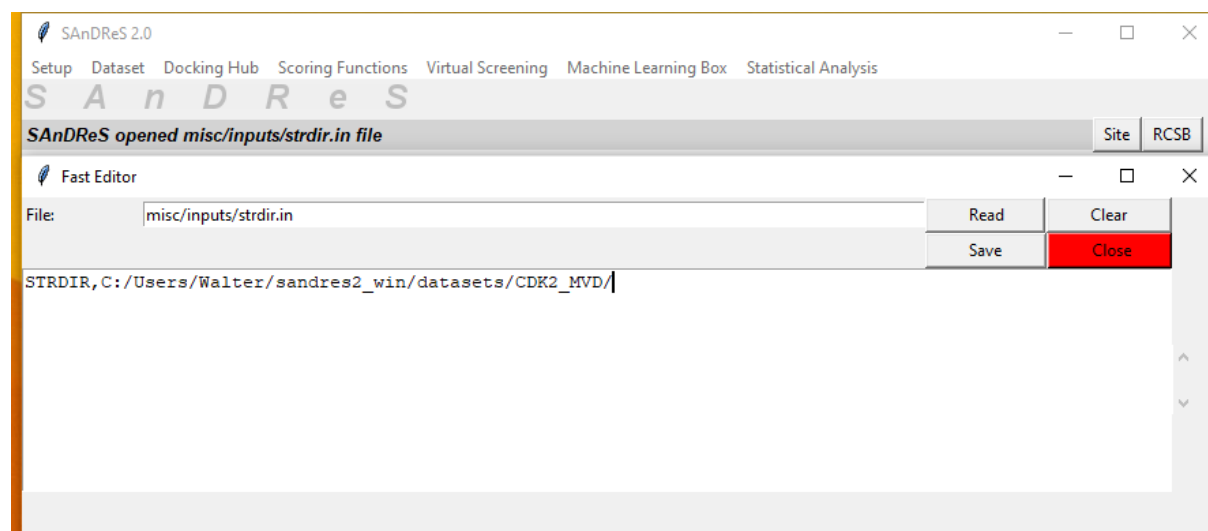 SAnDReS 2.0
Setup Dataset Docking Hub Scoring Functions Virtual Screening Machine Learning Box Statistical Analysis
S A n D R e S
SAnDReS opened misc/inputs/strdir.in file Site RCSB
Fast Editor
File: misc/inputs/strdir.in Read Clear
Save Close
STRDIR,C:/Users/Walter/sandres2_win/datasets/CDK2_MVD/